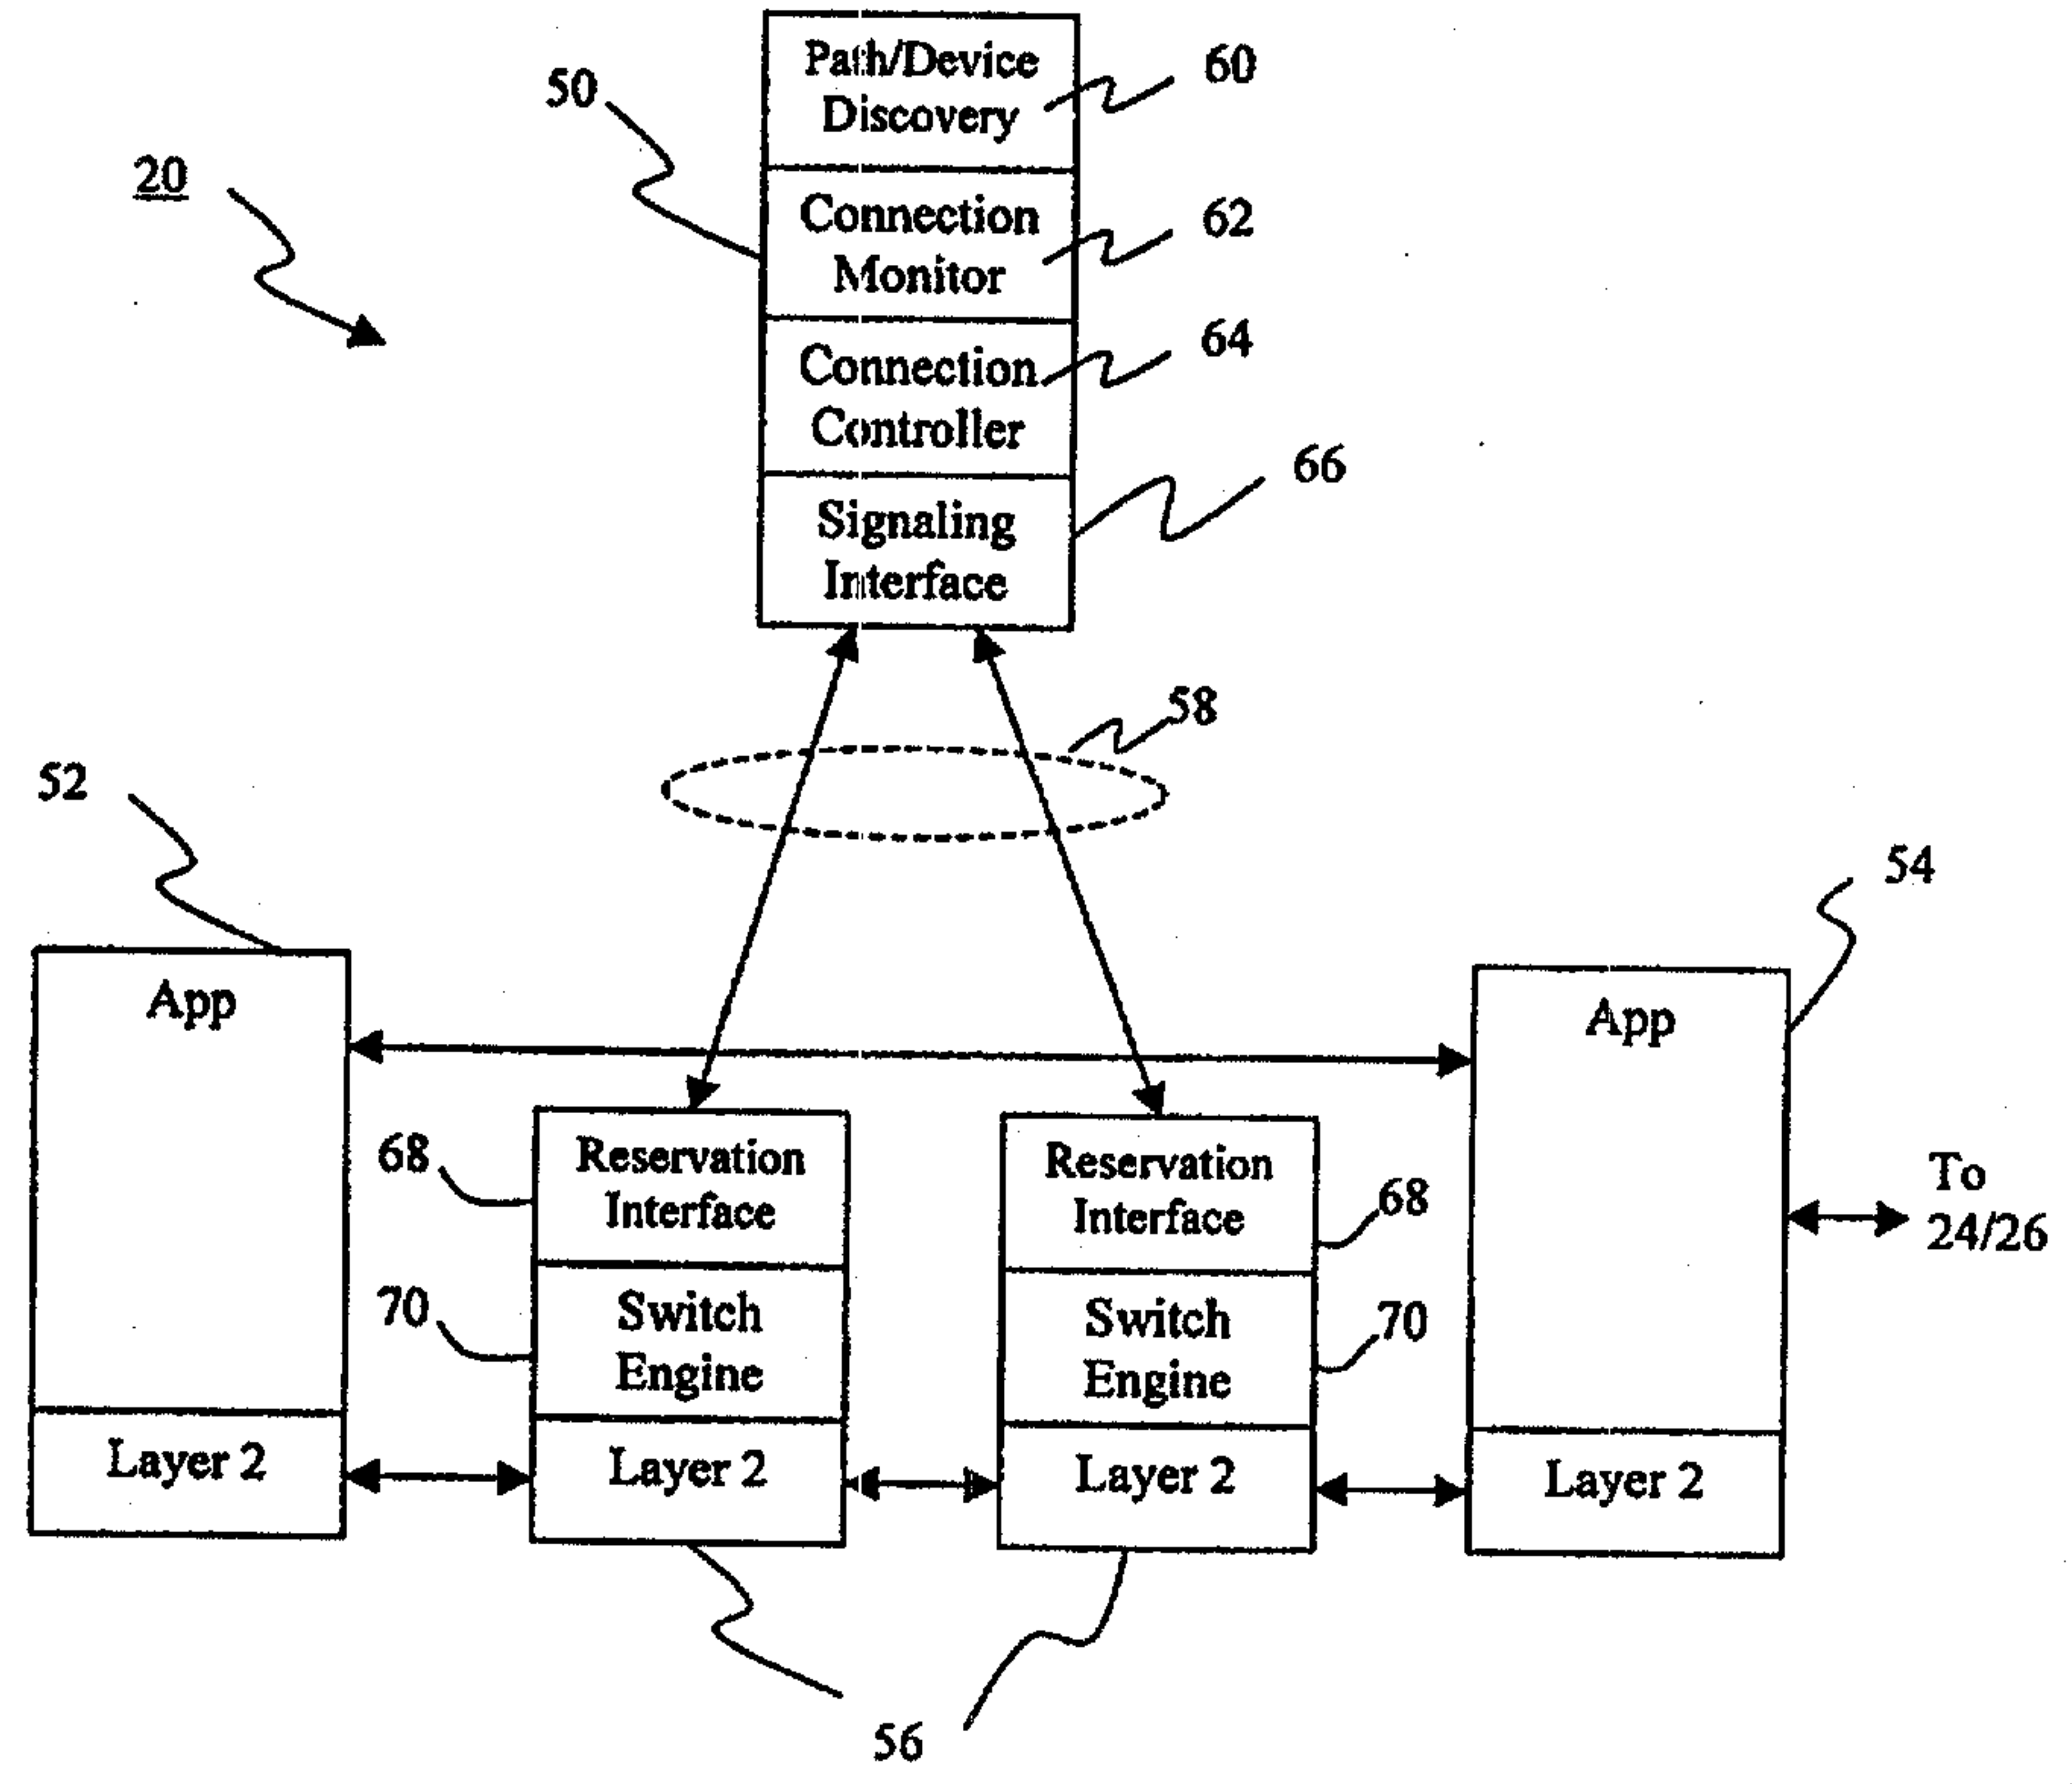 Path/Device
Discovery
60
50
20
Connection
Monitor
62
Connection
Controller
64
Signaling
Interface
66
58
52
54
App
App
Reservation
Interface
68
Reservation
Interface
68
To
24/26
Switch
Engine
70
Switch
Engine
70
Layer 2
Layer 2
Layer 2
Layer 2
56